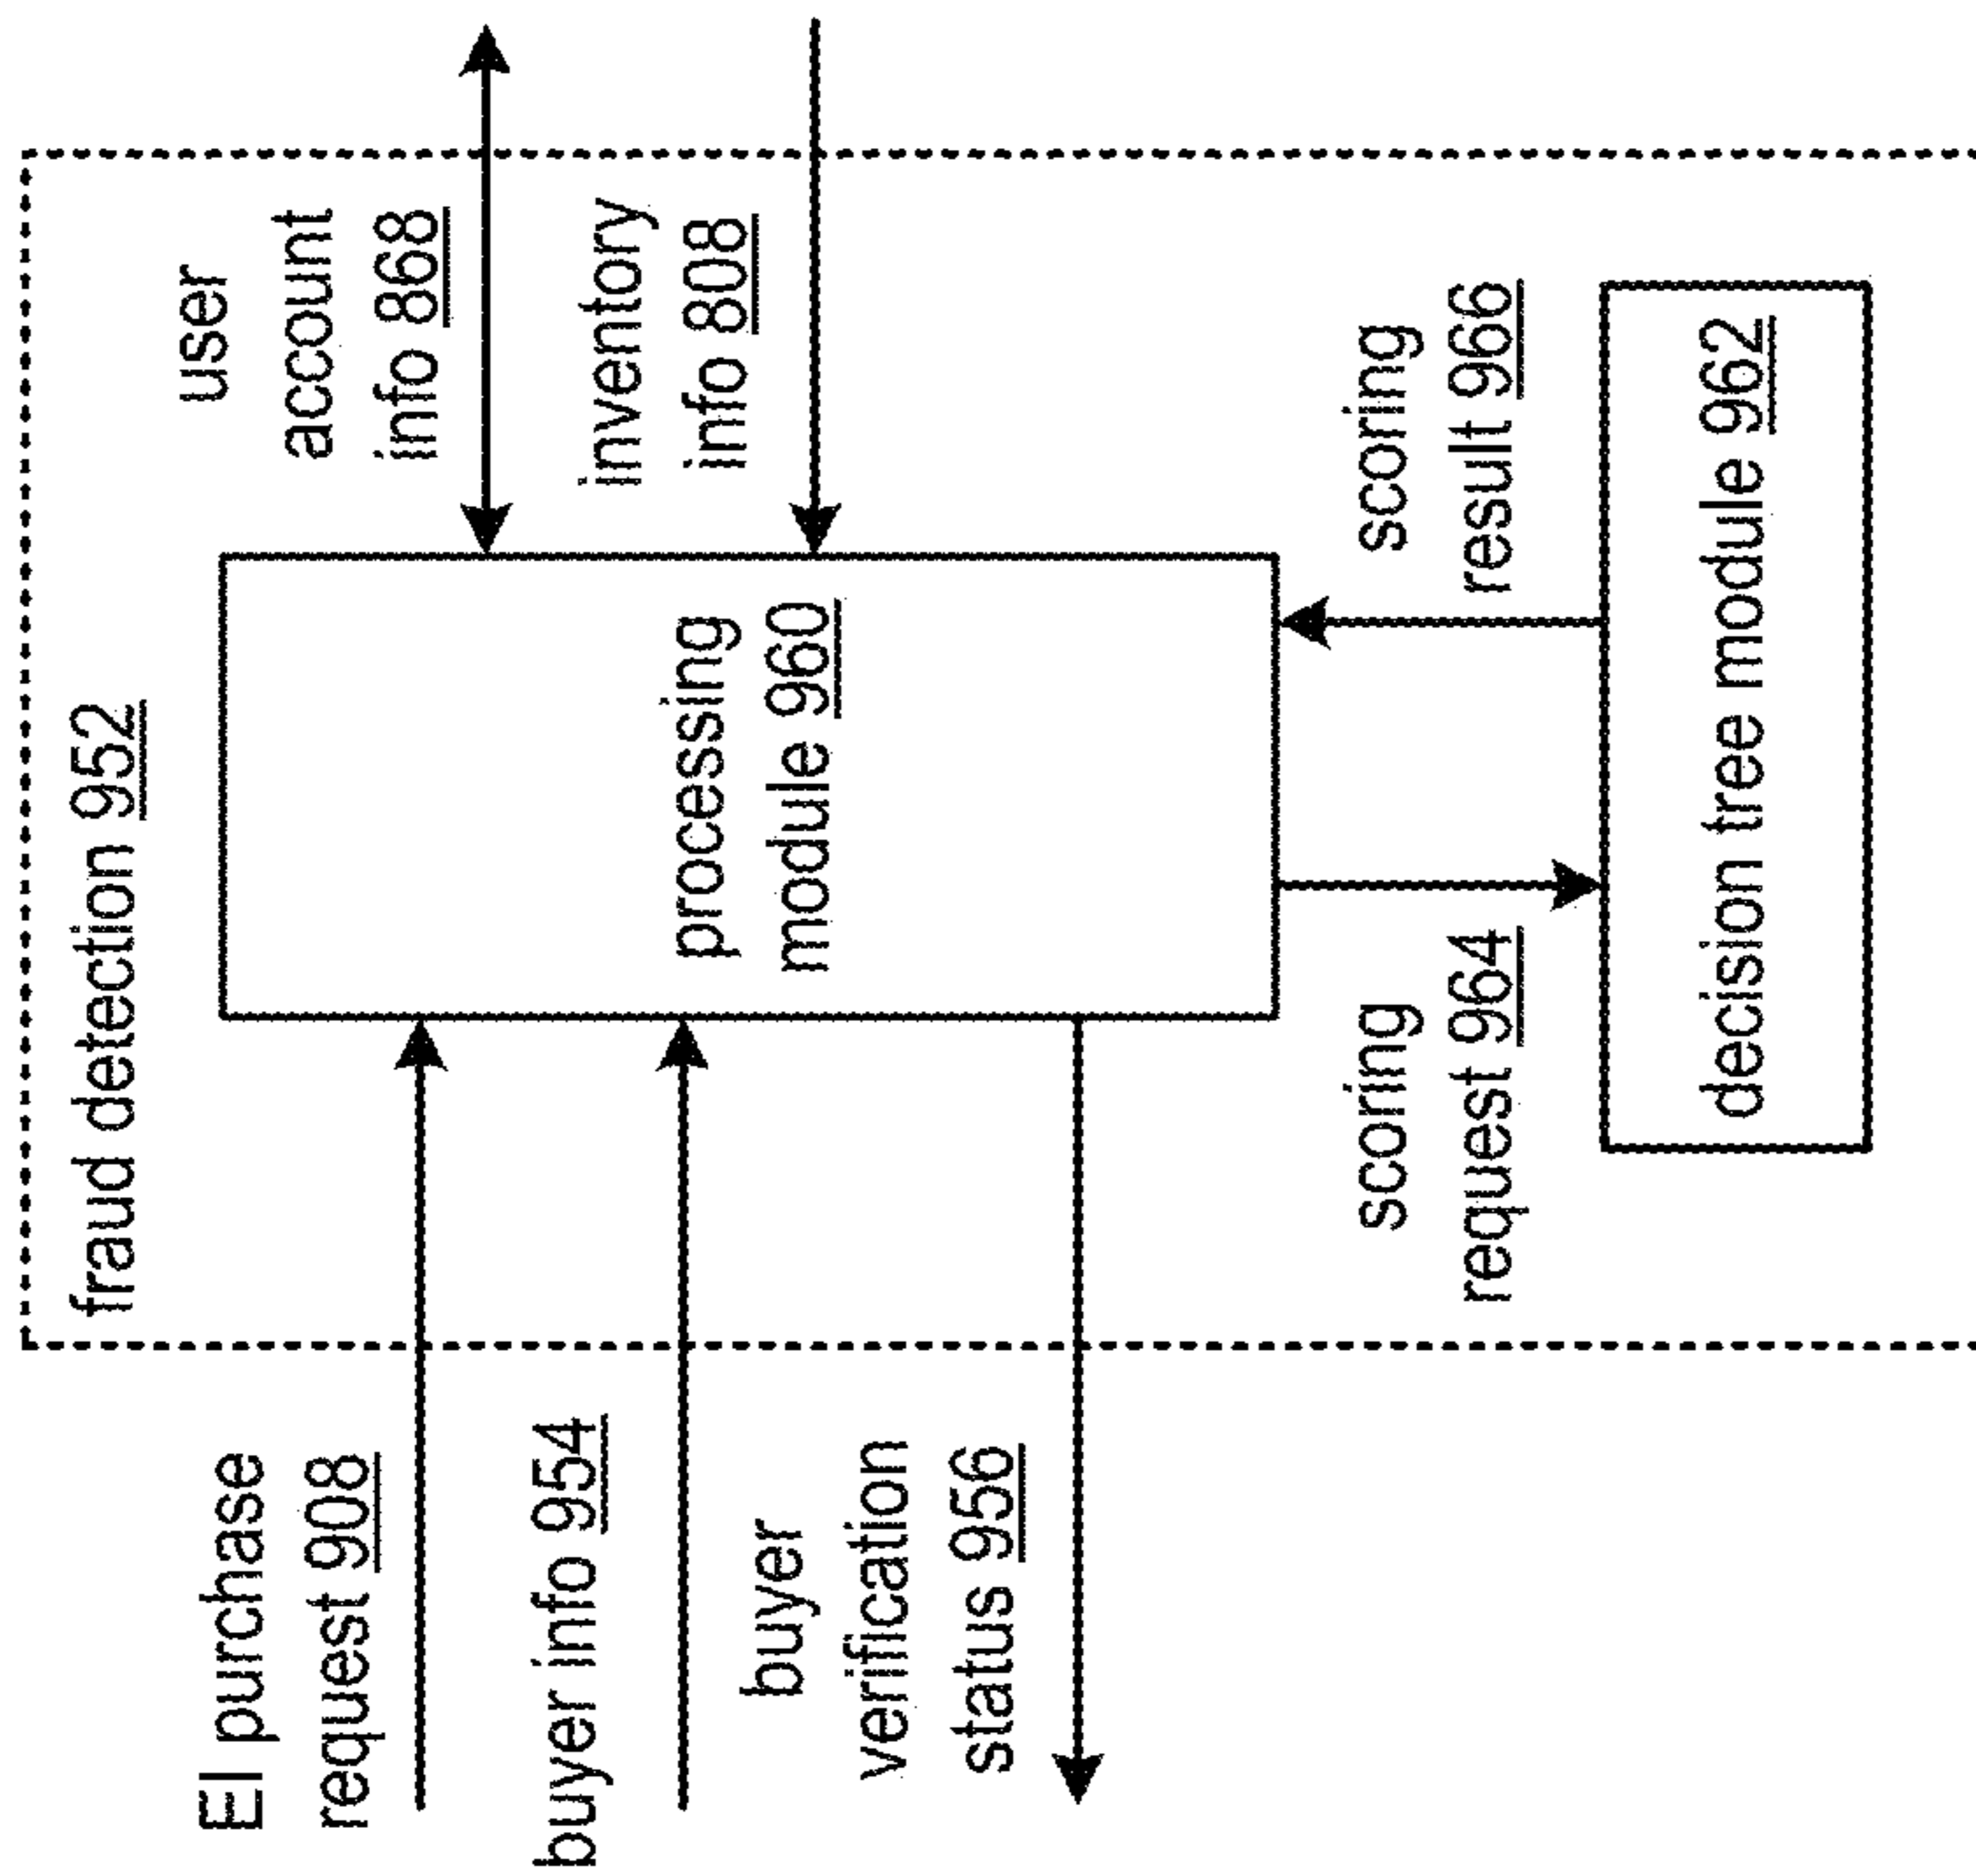 fraud detection 952
EI purchase
request 908
buyer info 954
buyer
verification
status 956
processing
module 960
user
account
info 868
inventory
info 808
scoring
request 964
scoring
result 966
decision tree module 962